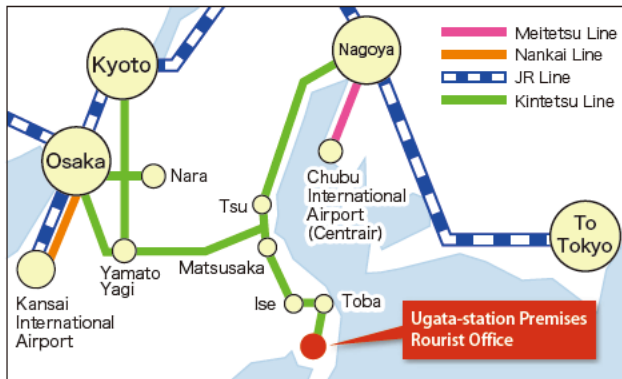 Meitetsu Line
Nankai Line
JR Line
Kintetsu Line
Nagoya
Kyoto
Osaka
Nara
Tsu
Chubu
International
Airport
(Centrair)
To
Tokyo
Yamato
Yagi
Matsusaka
Kansai
International
Airport
Ise
Toba
Ugata-station Premises
Rourist Office